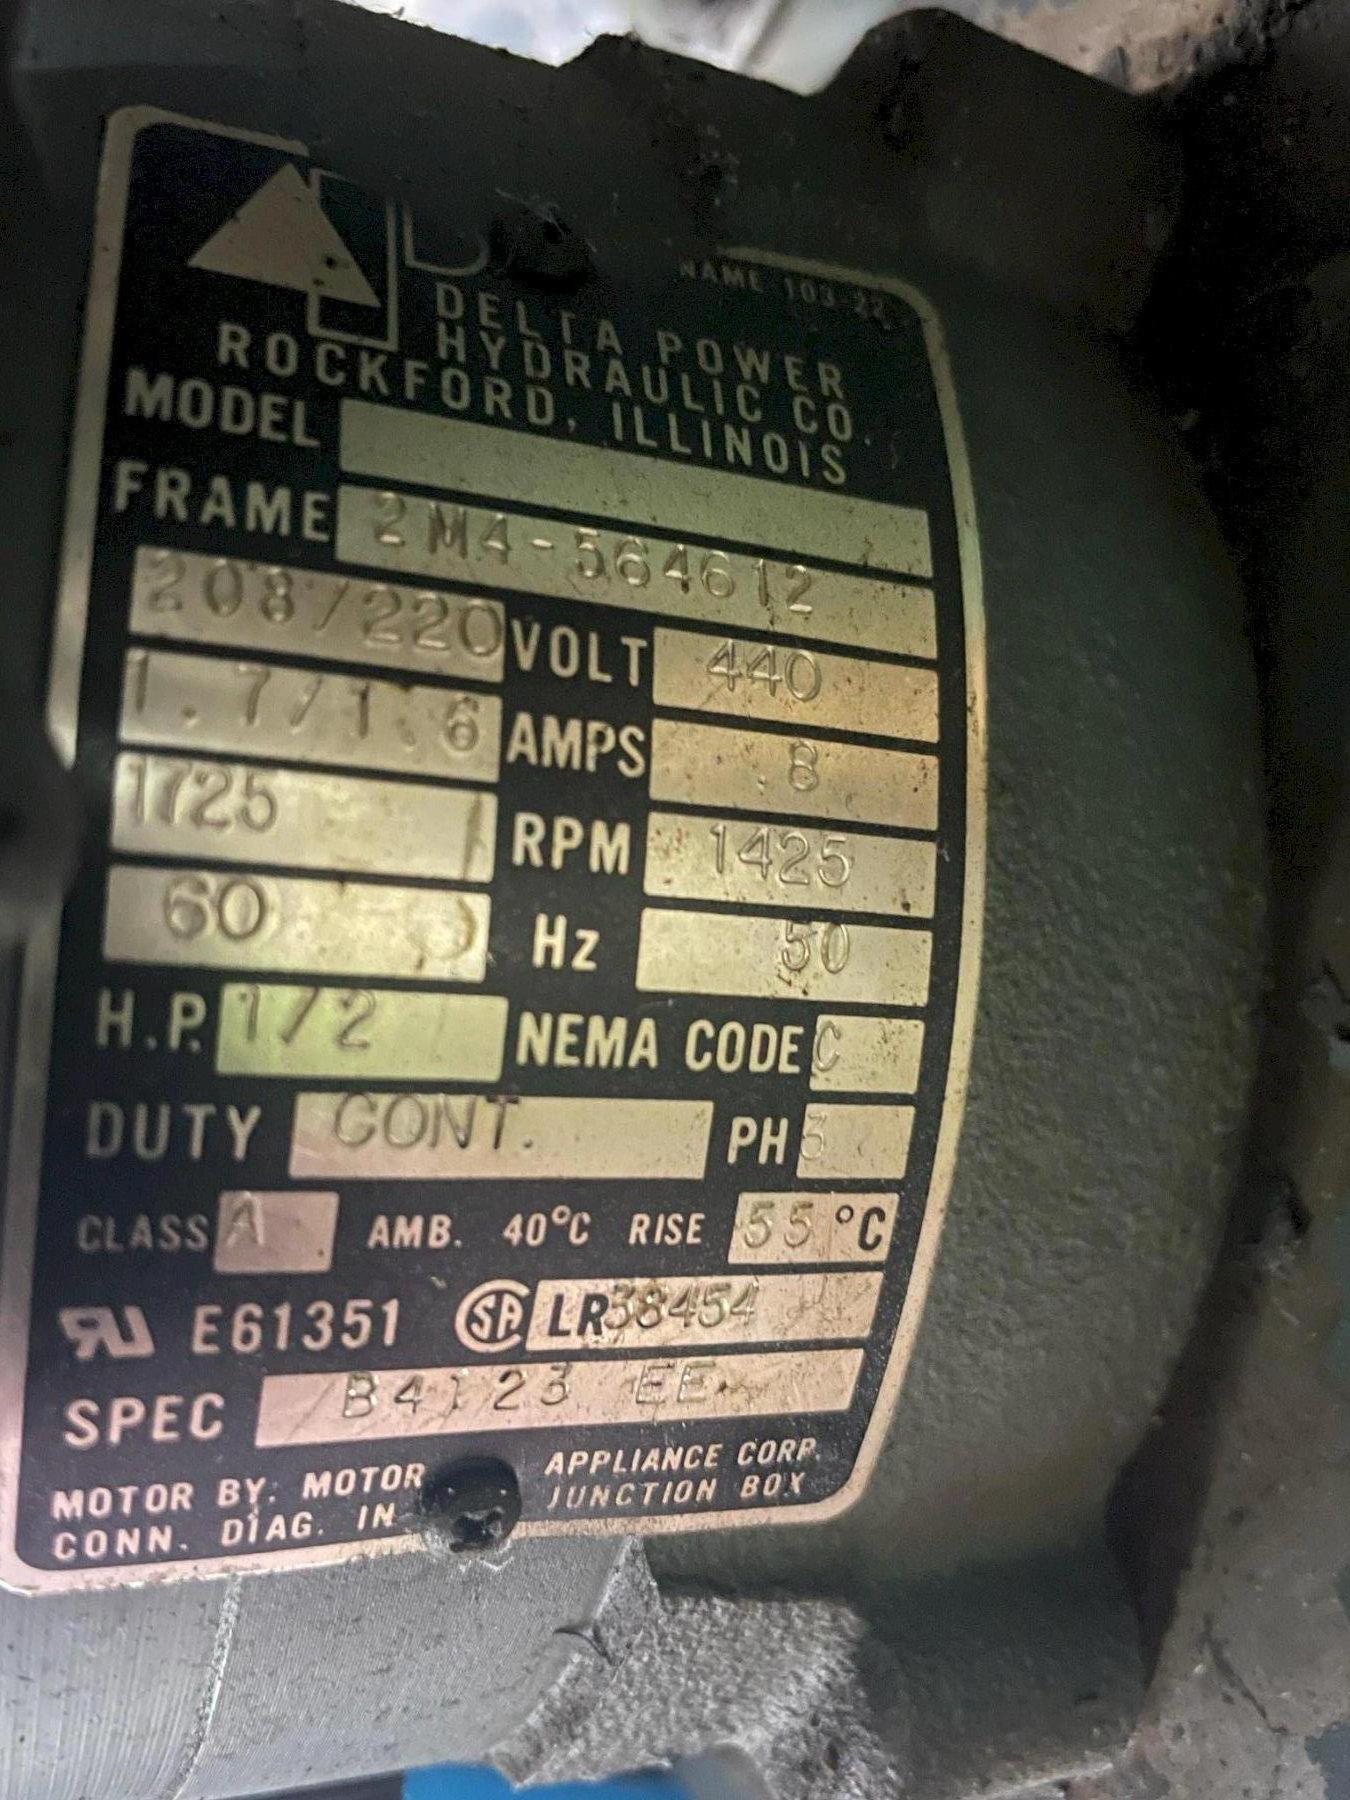 NAME 103-22
DELTA POWER
HYDRAULIC CO.
ROCKFORD, ILLINOIS
MODEL
FRAME 2M4-564612
208/220 VOLT 440
1.7/1.6 AMPS .8
1725 RPM 1425
60 Hz 50
H.P. 1/2 NEMA CODE C
DUTY CONT. PH 3
CLASS A AMB. 40°C RISE 55 °C
E61351 LR38454
SPEC B4123 EE
MOTOR BY: MOTOR APPLIANCE CORP.
CONN. DIAG. IN JUNCTION BOX